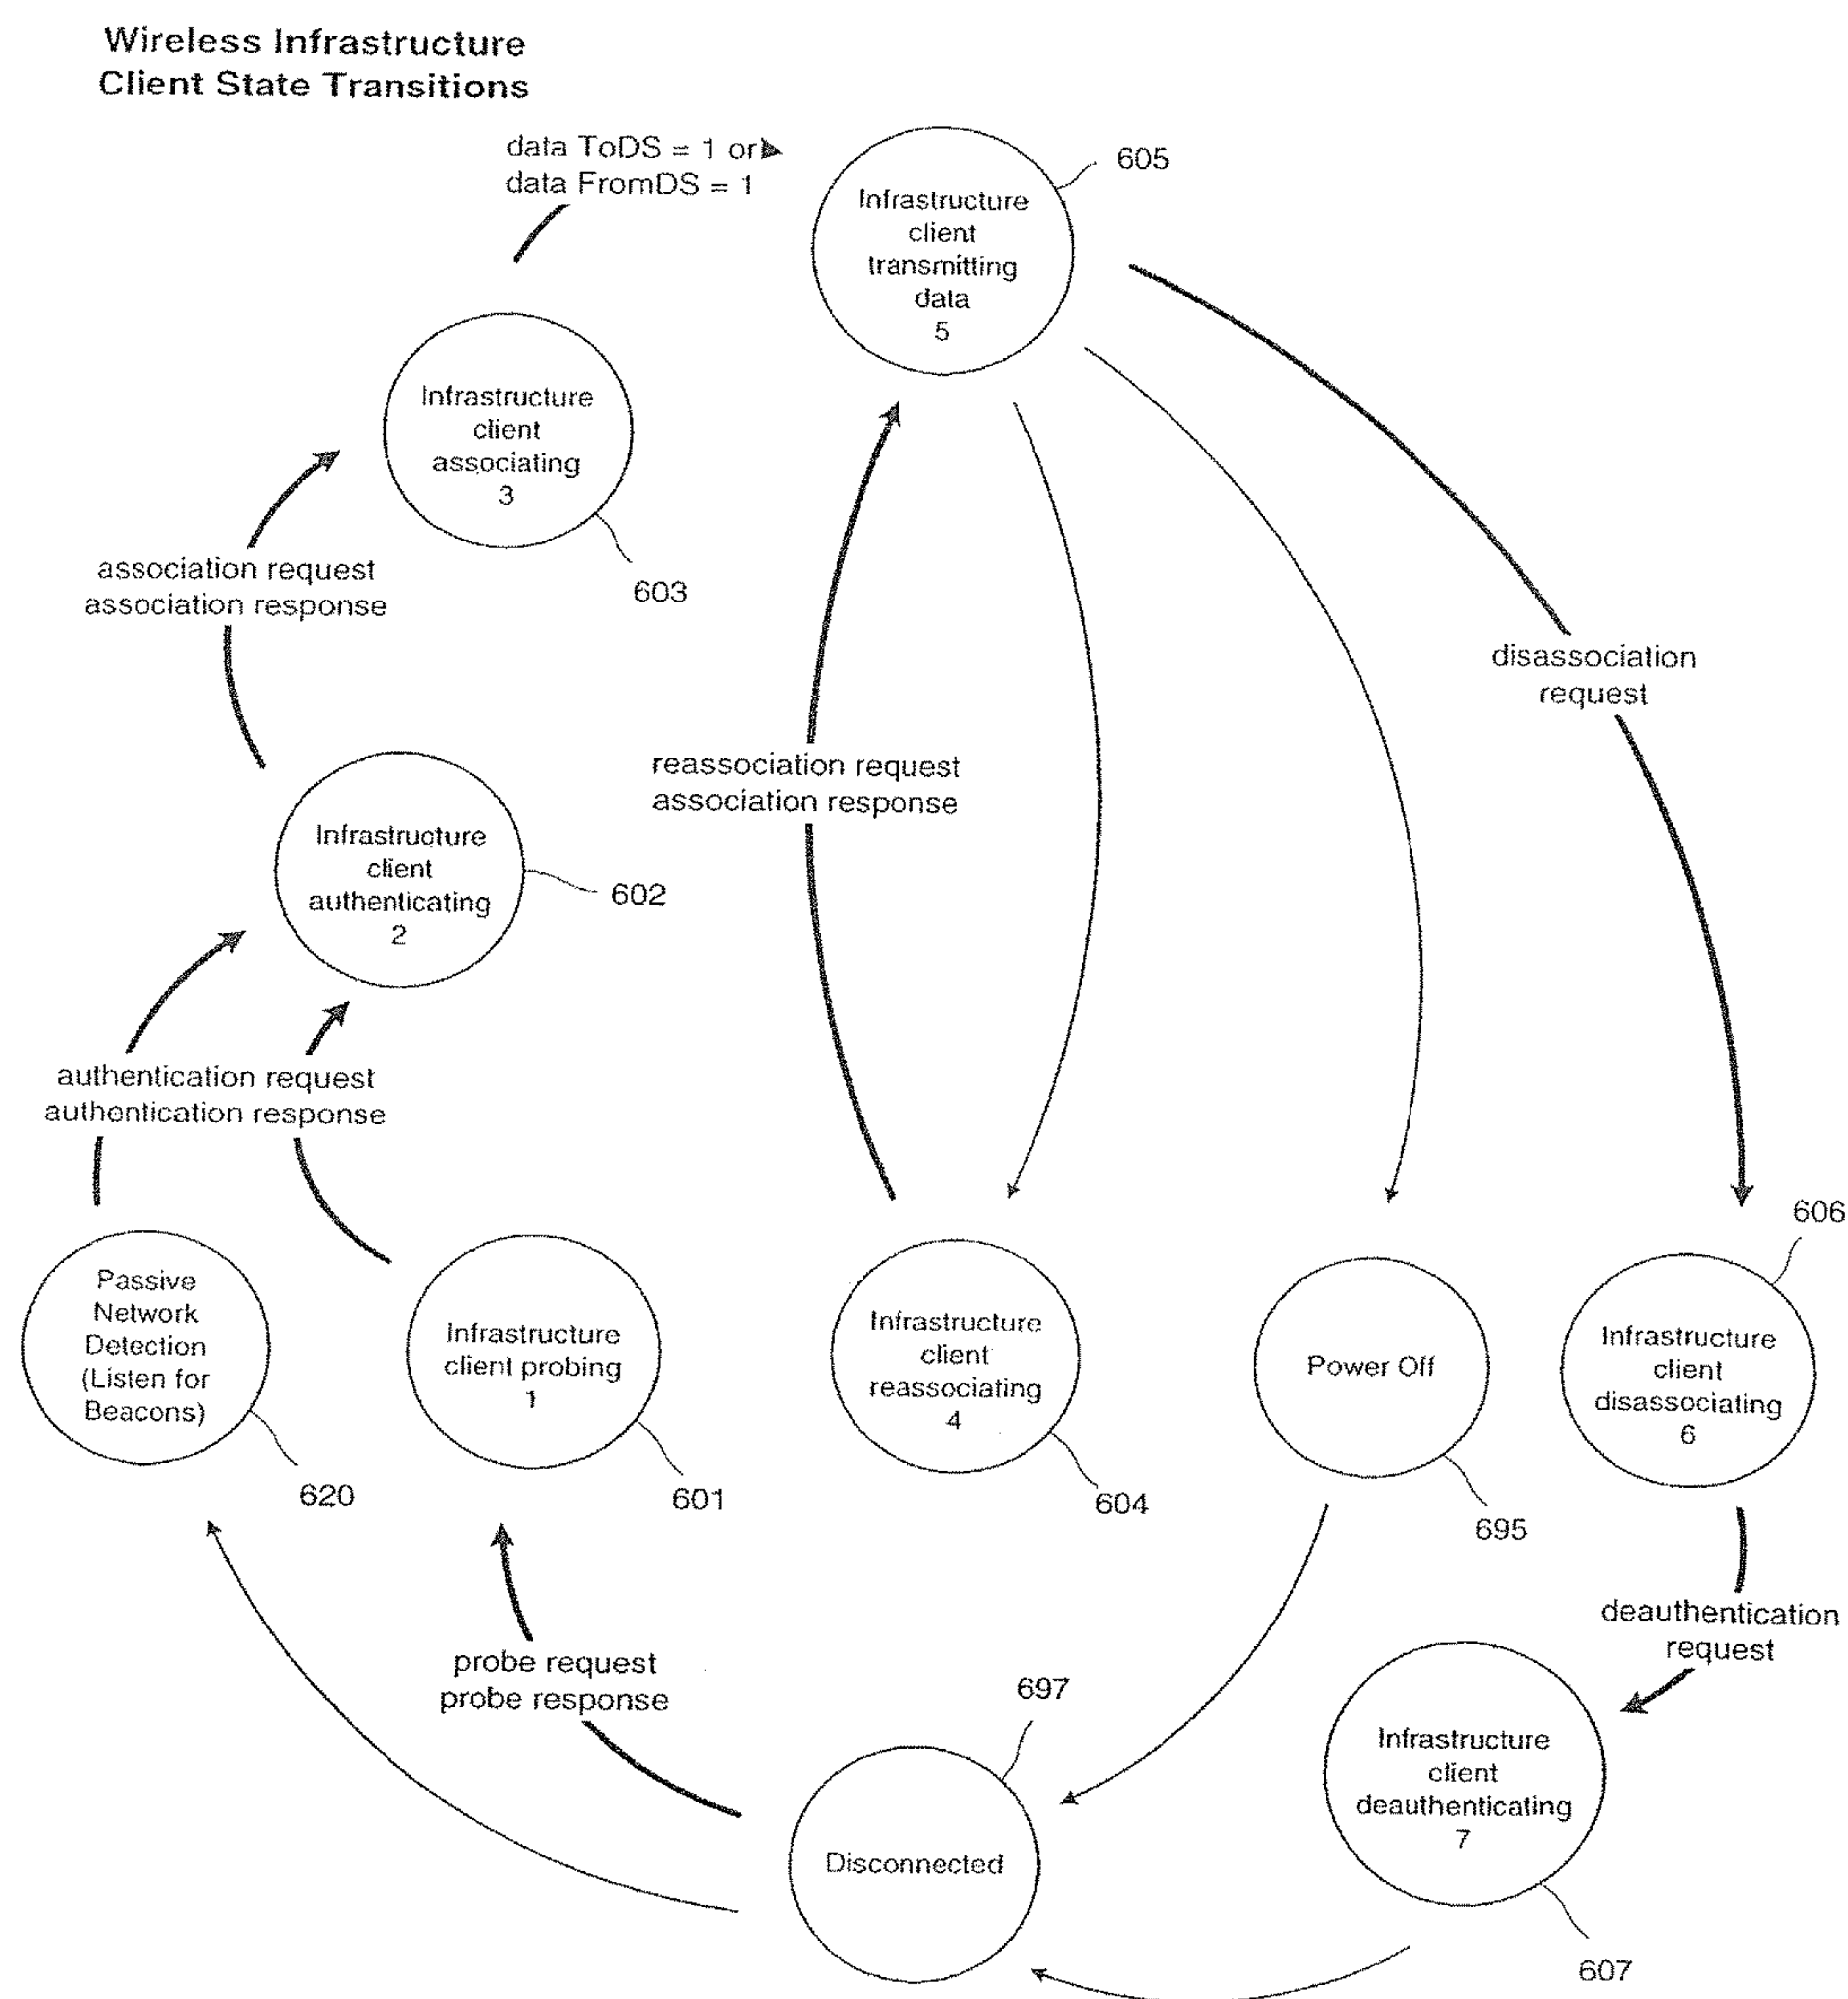 Wireless Infrastructure
Client State Transitions
data ToDS = 1 or
data FromDS = 1
605
Infrastructure
client
transmitting
data
5
Infrastructure
client
associating
3
603
association request
association response
disassociation
request
reassociation request
association response
Infrastructure
client
authenticating
2
602
authentication request
authentication response
606
Passive
Network
Detection
(Listen for
Beacons)
620
Infrastructure
client probing
1
601
Infrastructure
client
reassociating
4
604
Power Off
695
Infrastructure
client
disassociating
6
deauthentication
request
probe request
probe response
697
Infrastructure
client
deauthenticating
7
607
Disconnected